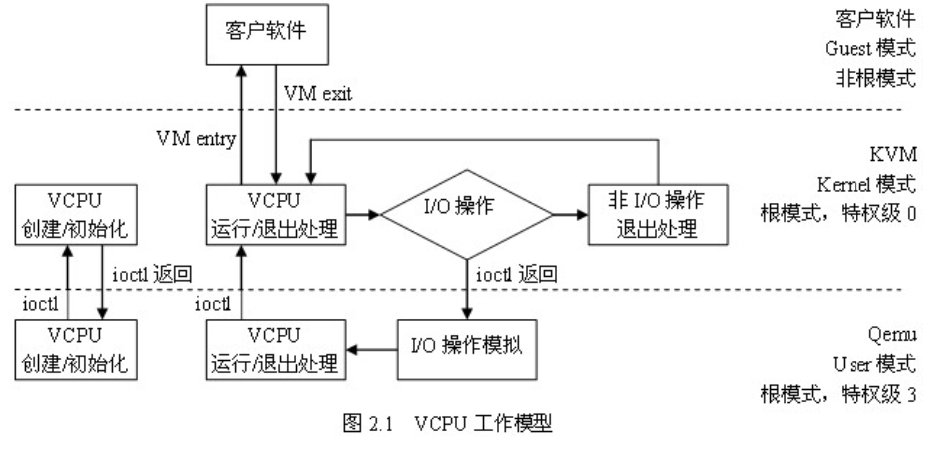 客户软件
客户软件
Guest 模式
非根模式
VM exit
VM entry
KVM
Kernel 模式
根模式，特权级 0
VCPU
创建/初始化
VCPU
运行/退出处理
I/O 操作
非 I/O 操作
退出处理
ioctl 返回
ioctl 返回
ioctl
ioctl
VCPU
创建/初始化
VCPU
运行/退出处理
I/O 操作模拟
Qemu
User 模式
根模式，特权级 3
图 2.1 VCPU 工作模型